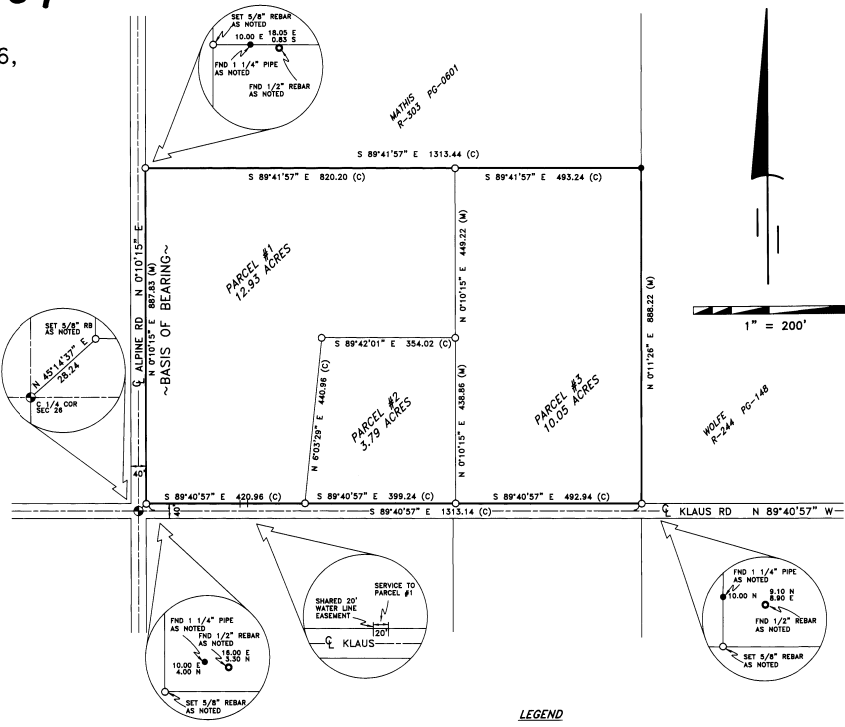 6,
SET 5/8" REBAR
AS NOTED
10.00 E
18.05 E
0.83 S
FND 1 1/4" PIPE
AS NOTED
FND 1/2" REBAR
AS NOTED
MATHIS
R-303 PG-0601
S 89°41'57" E 1313.44 (C)
S 89°41'57" E 820.20 (C)
S 89°41'57" E 493.24 (C)
℄ ALPINE RD N 0°10'15" E
N 0°10'15" E 887.83 (M)
~BASIS OF BEARING~
PARCEL #1
12.93 ACRES
N 0°10'15" E 449.22 (M)
N 0°11'26" E 888.22 (M)
1" = 200'
SET 5/8" RB
AS NOTED
N 45°14'37" E
28.24
C 1/4 COR
SEC 26
S 89°42'01" E 354.02 (C)
N 6°03'29" E 440.96 (C)
PARCEL #2
3.79 ACRES
N 0°10'15" E 438.86 (M)
PARCEL #3
10.05 ACRES
WOLFE
R-244 PG-148
40'
S 89°40'57" E 420.96 (C)
S 89°40'57" E 399.24 (C)
S 89°40'57" E 492.94 (C)
40'
S 89°40'57" E 1313.14 (C)
℄ KLAUS RD N 89°40'57" W
FND 1 1/4" PIPE
AS NOTED
FND 1/2" REBAR
AS NOTED
10.00 E
4.00 N
16.00 E
3.30 N
SET 5/8" REBAR
AS NOTED
SERVICE TO
PARCEL #1
SHARED 20'
WATER LINE
EASEMENT
20'
℄ KLAUS
FND 1 1/4" PIPE
AS NOTED
10.00 N
9.10 N
8.90 E
FND 1/2" REBAR
AS NOTED
SET 5/8" REBAR
AS NOTED
LEGEND